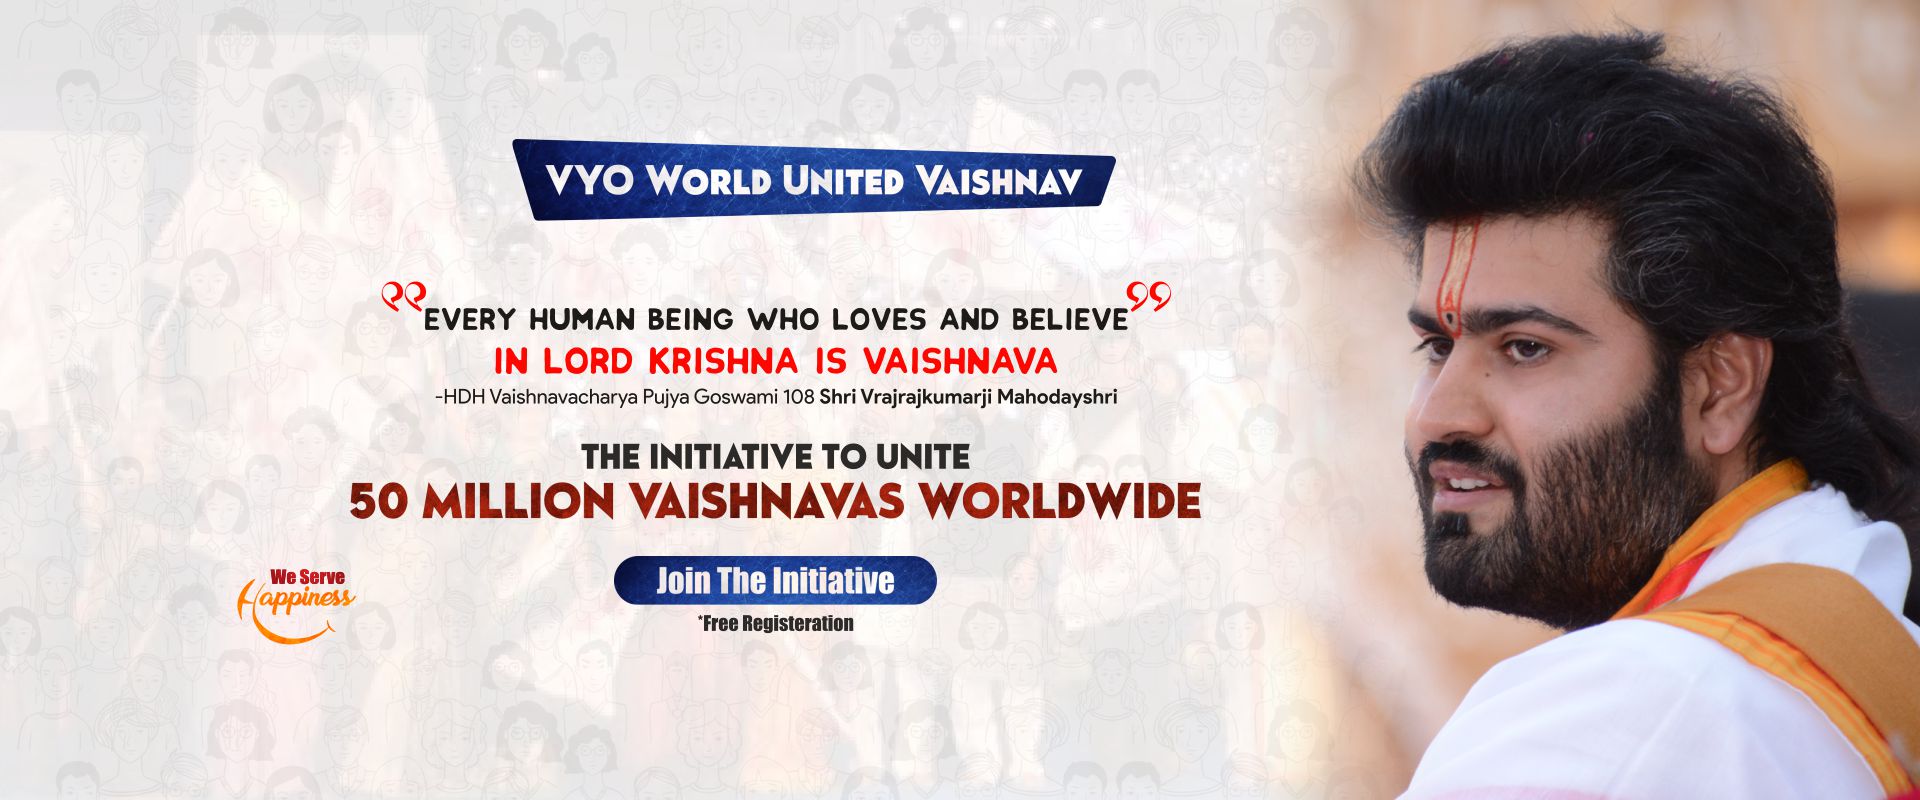 VYO World United Vaishnav
"EVERY HUMAN BEING WHO LOVES AND BELIEVE"
IN LORD KRISHNA IS VAISHNAVA
-HDH Vaishnavacharya Pujya Goswami 108 Shri Vrajrajkumarji Mahodayshri
THE INITIATIVE TO UNITE
50 MILLION VAISHNAVAS WORLDWIDE
Join The Initiative
*Free Registeration
We Serve
Happiness